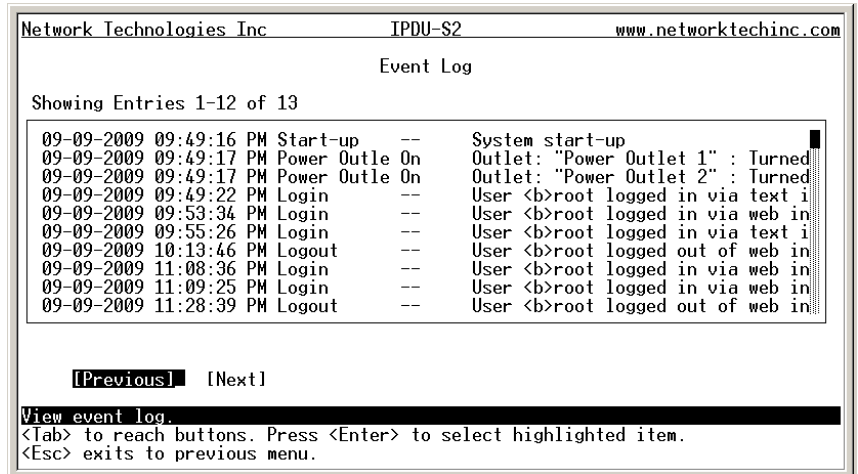 Network Technologies Inc IPDU-S2 www.networktechinc.com
Event Log
Showing Entries 1-12 of 13
09-09-2009 09:49:16 PM Start-up -- System start-up
09-09-2009 09:49:17 PM Power Outle On Outlet: "Power Outlet 1" : Turned
09-09-2009 09:49:17 PM Power Outle On Outlet: "Power Outlet 2" : Turned
09-09-2009 09:49:22 PM Login -- User <b>root logged in via text i
09-09-2009 09:53:34 PM Login -- User <b>root logged in via web in
09-09-2009 09:55:26 PM Login -- User <b>root logged in via text i
09-09-2009 10:13:46 PM Logout -- User <b>root logged out of web in
09-09-2009 11:08:36 PM Login -- User <b>root logged in via web in
09-09-2009 11:09:25 PM Login -- User <b>root logged in via web in
09-09-2009 11:28:39 PM Logout -- User <b>root logged out of web in
[Previous] [Next]
View event log.
<Tab> to reach buttons. Press <Enter> to select highlighted item.
<Esc> exits to previous menu.